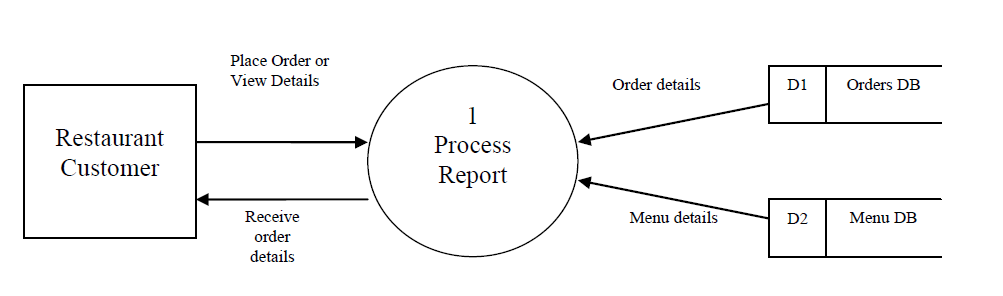 Restaurant
Customer
Place Order or
View Details
Receive
order
details
1
Process
Report
Order details
D1
Orders DB
Menu details
D2
Menu DB